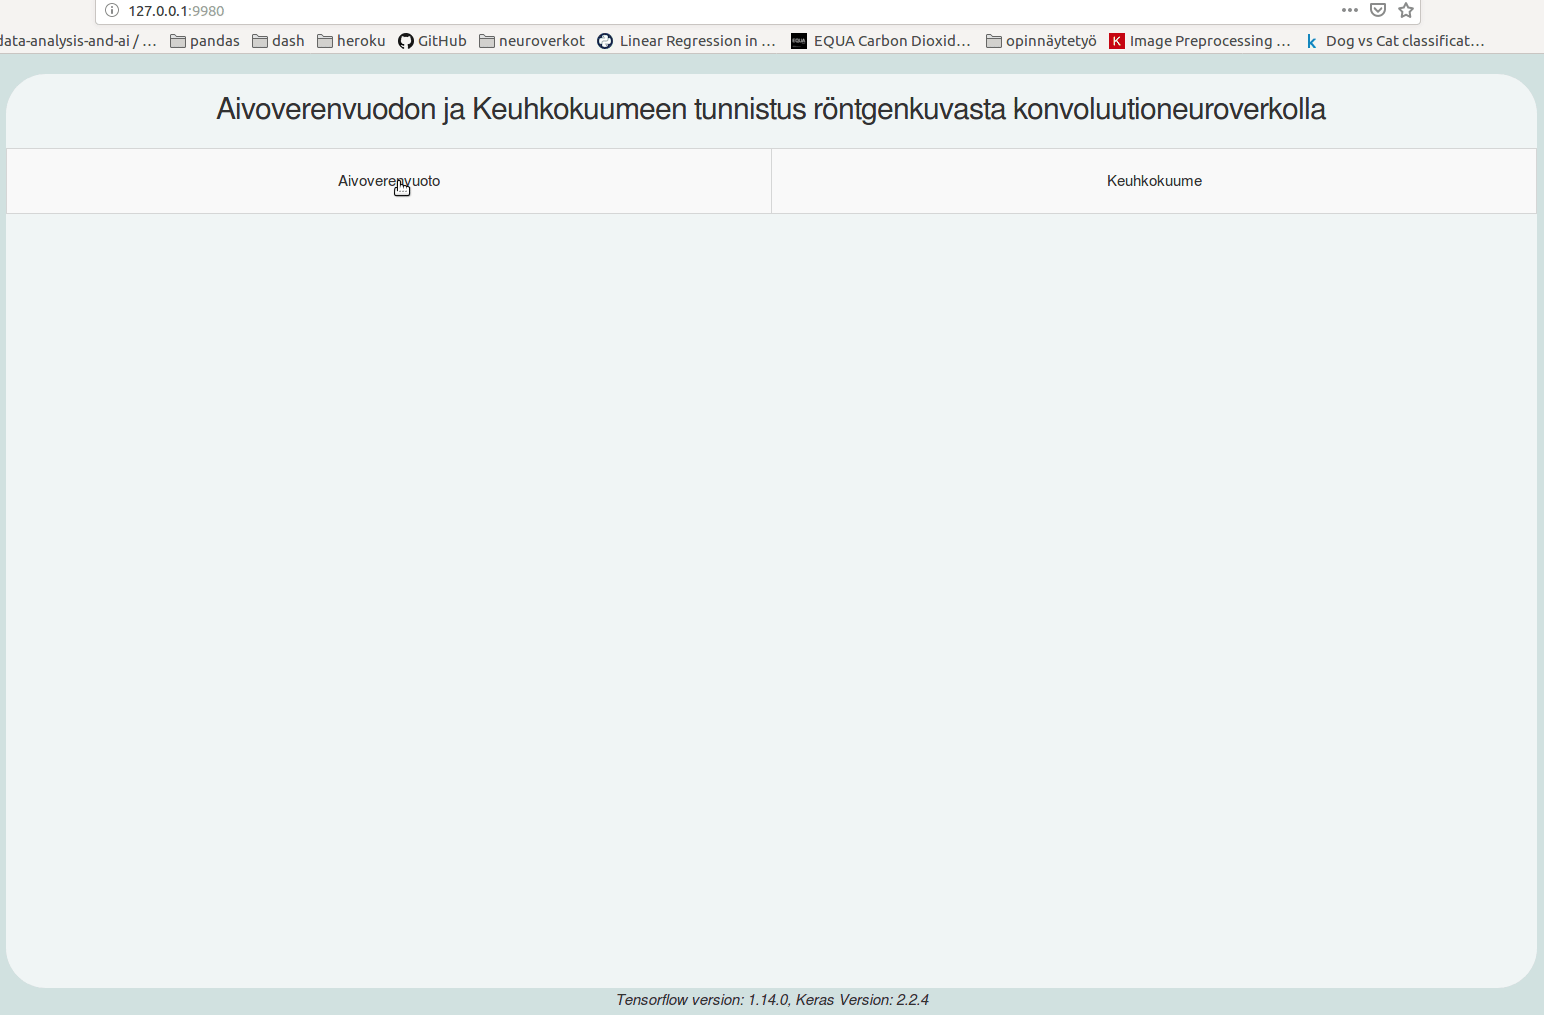 127.0.0.1:9980
data-analysis-and-ai / … pandas dash heroku GitHub neuroverkot Linear Regression in … EQUA Carbon Dioxid… opinnäytetyö Image Preprocessing … Dog vs Cat classificat…
Aivoverenvuodon ja Keuhkokuumeen tunnistus röntgenkuvasta konvoluutioneuroverkolla
Aivoverenvuoto Keuhkokuume
Tensorflow version: 1.14.0, Keras Version: 2.2.4